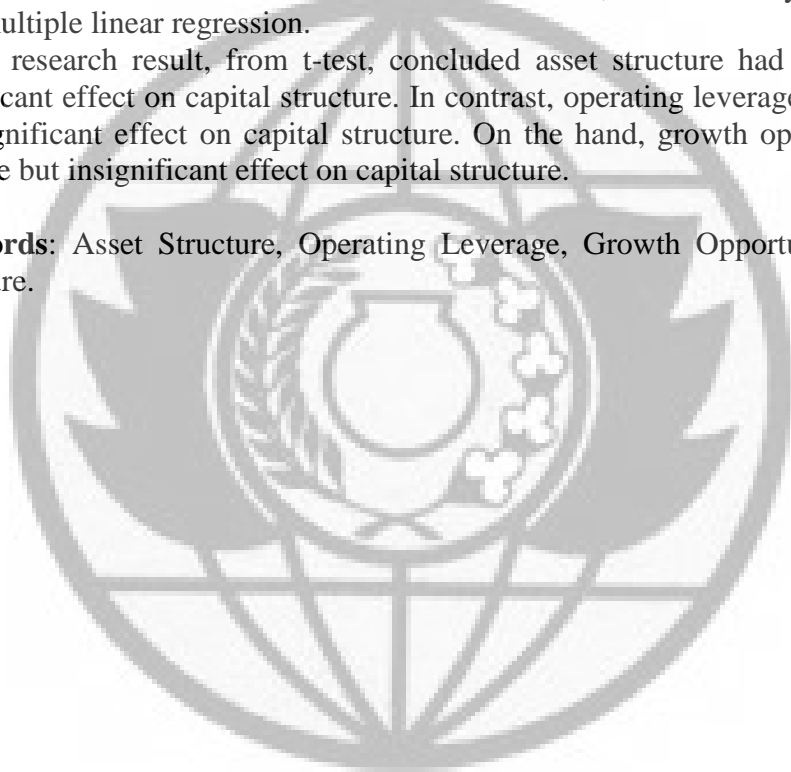 ultiple linear regression.
research result, from t-test, concluded asset structure had
cant effect on capital structure. In contrast, operating leverage
gnificant effect on capital structure. On the hand, growth op
e but insignificant effect on capital structure.
ords: Asset Structure, Operating Leverage, Growth Opportu
re.